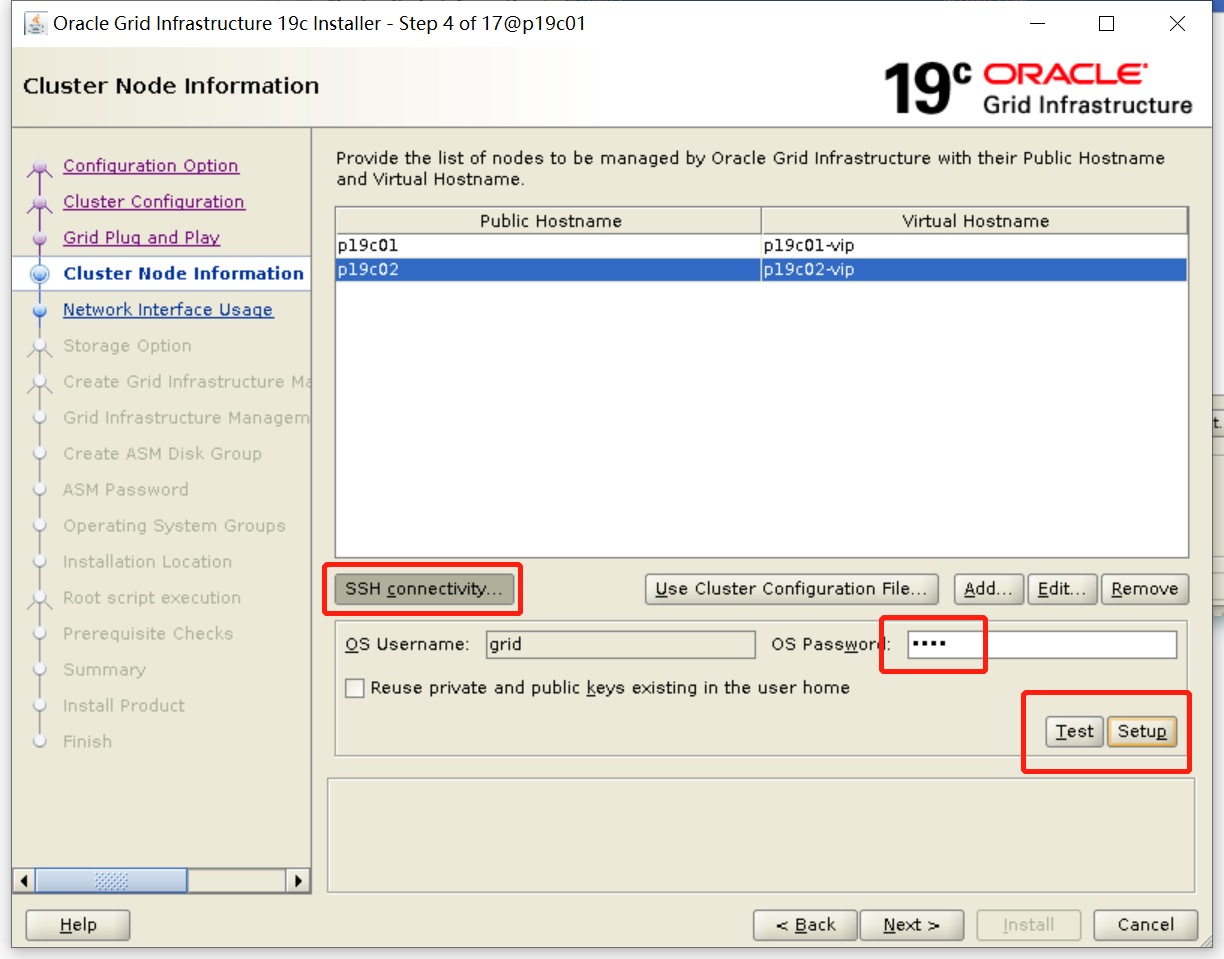 Oracle Grid Infrastructure 19c Installer - Step 4 of 17@p19c01
Cluster Node Information
19c ORACLE
Grid Infrastructure
Configuration Option
Cluster Configuration
Grid Plug and Play
Cluster Node Information
Network Interface Usage
Storage Option
Create Grid Infrastructure Ma
Grid Infrastructure Managem
Create ASM Disk Group
ASM Password
Operating System Groups
Installation Location
Root script execution
Prerequisite Checks
Summary
Install Product
Finish
Provide the list of nodes to be managed by Oracle Grid Infrastructure with their Public Hostname
and Virtual Hostname.
Public Hostname Virtual Hostname
p19c01 p19c01-vip
p19c02 p19c02-vip
SSH connectivity... Use Cluster Configuration File... Add... Edit... Remove
OS Username: grid OS Password: ••••
Reuse private and public keys existing in the user home
Test Setup
Help < Back Next > Install Cancel
t.